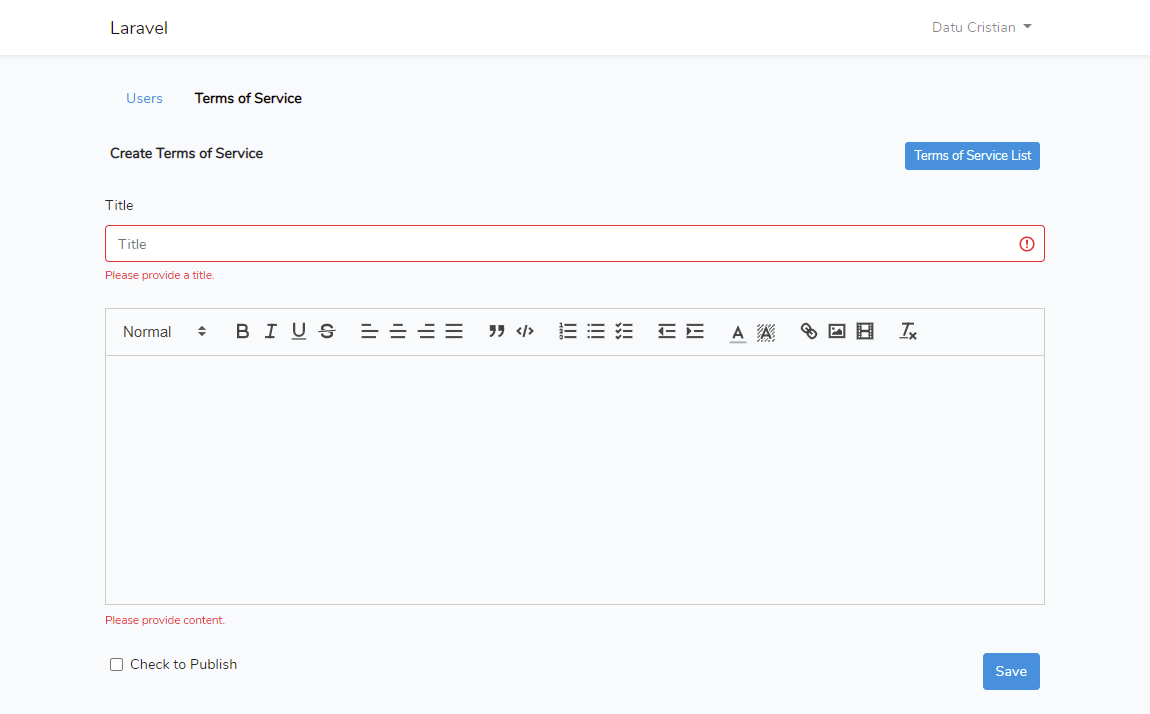 Laravel
Datu Cristian
Users
Terms of Service
Create Terms of Service
Terms of Service List
Title
Title
Please provide a title.
Normal
Please provide content.
Check to Publish
Save